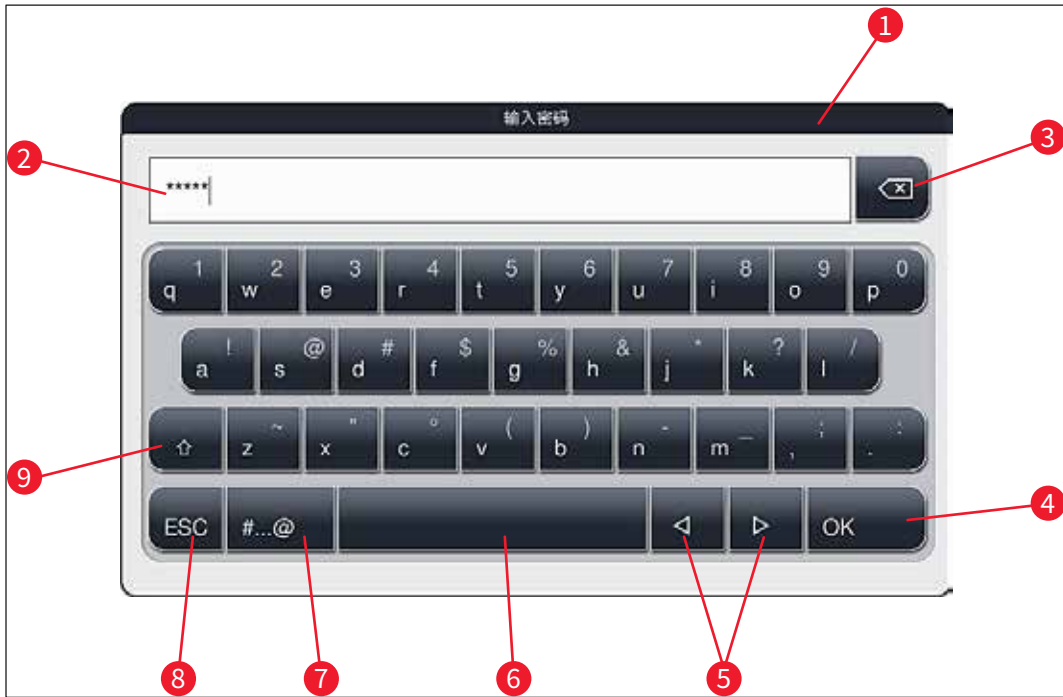 1
输入密码
2
*****
3
1 2 3 4 5 6 7 8 9 0
q w e r t y u i o p
! @ # $ % & * ? /
a s d f g h j k l
~ " ° ( ) - _ ; :
z x c v b n m , .
9
ESC #...@ OK
4
8 7 6 5